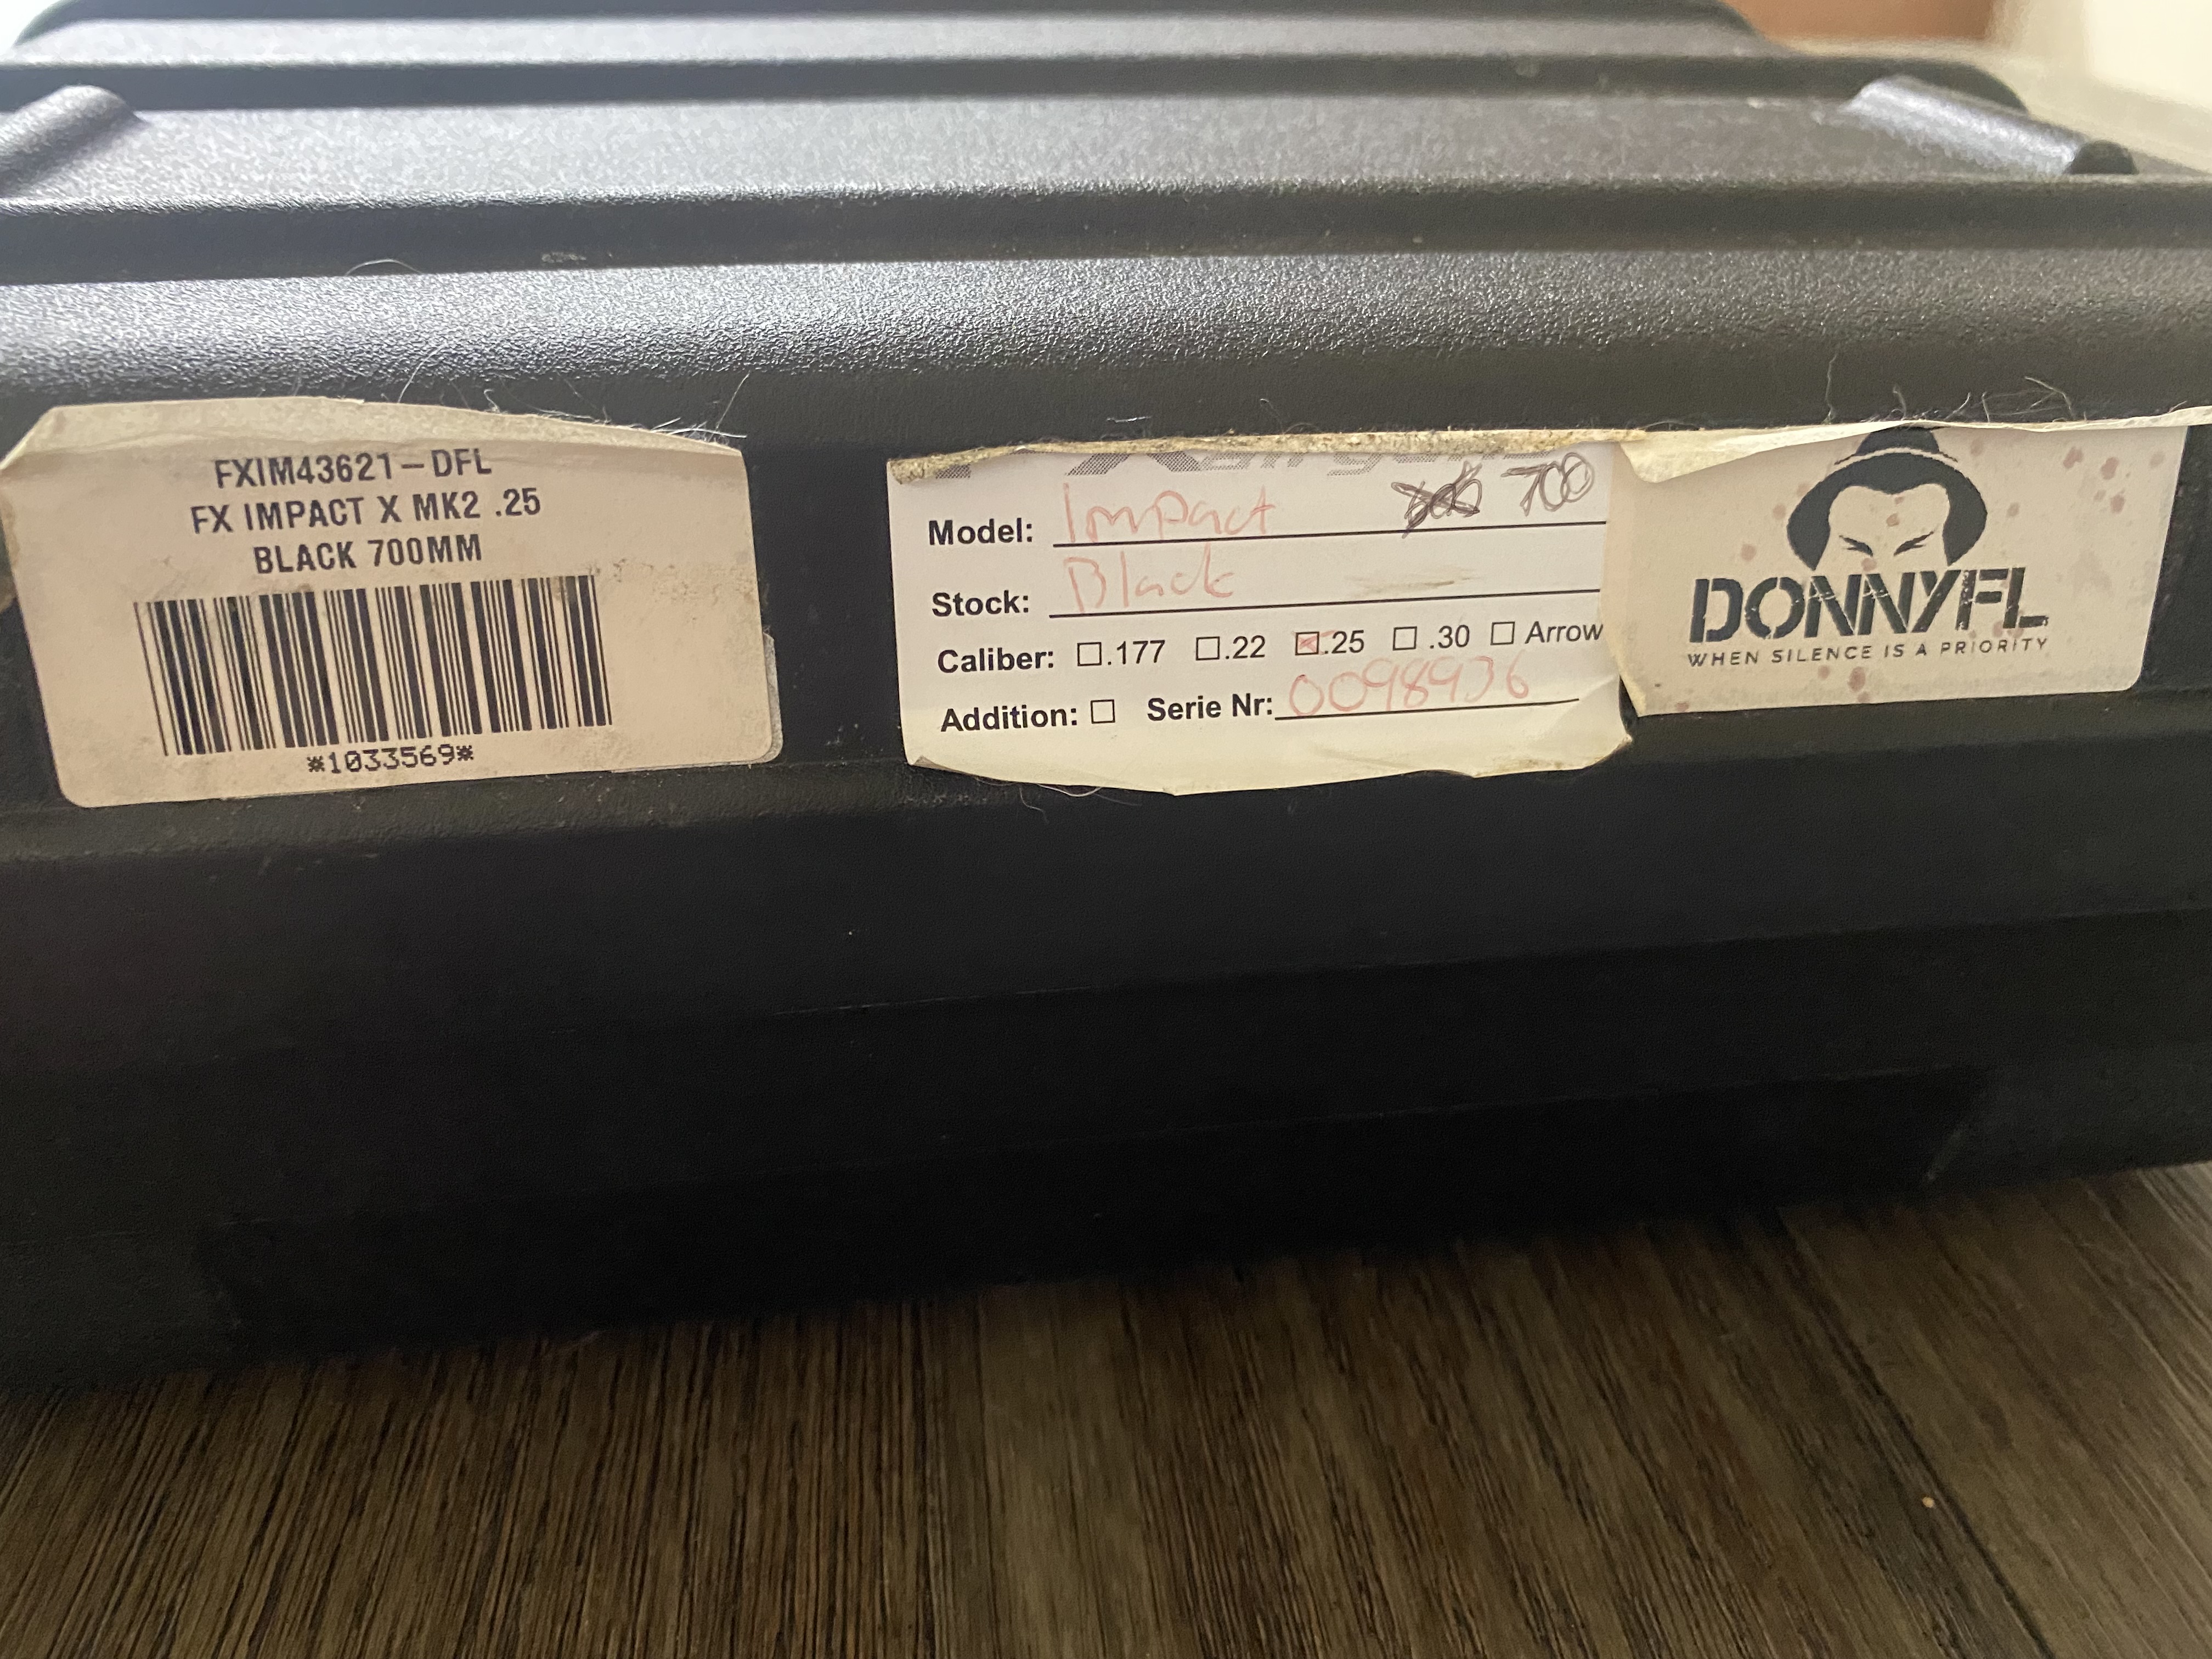 FXIM43621-DFL
FX IMPACT X MK2 .25
BLACK 700MM
*1033569*
Model: Impact 700
Stock: Black
Caliber: ☐.177 ☐.22 ☒.25 ☐.30 ☐ Arrow
Addition: ☐ Serie Nr: 0098936
DONNYFL
WHEN SILENCE IS A PRIORITY